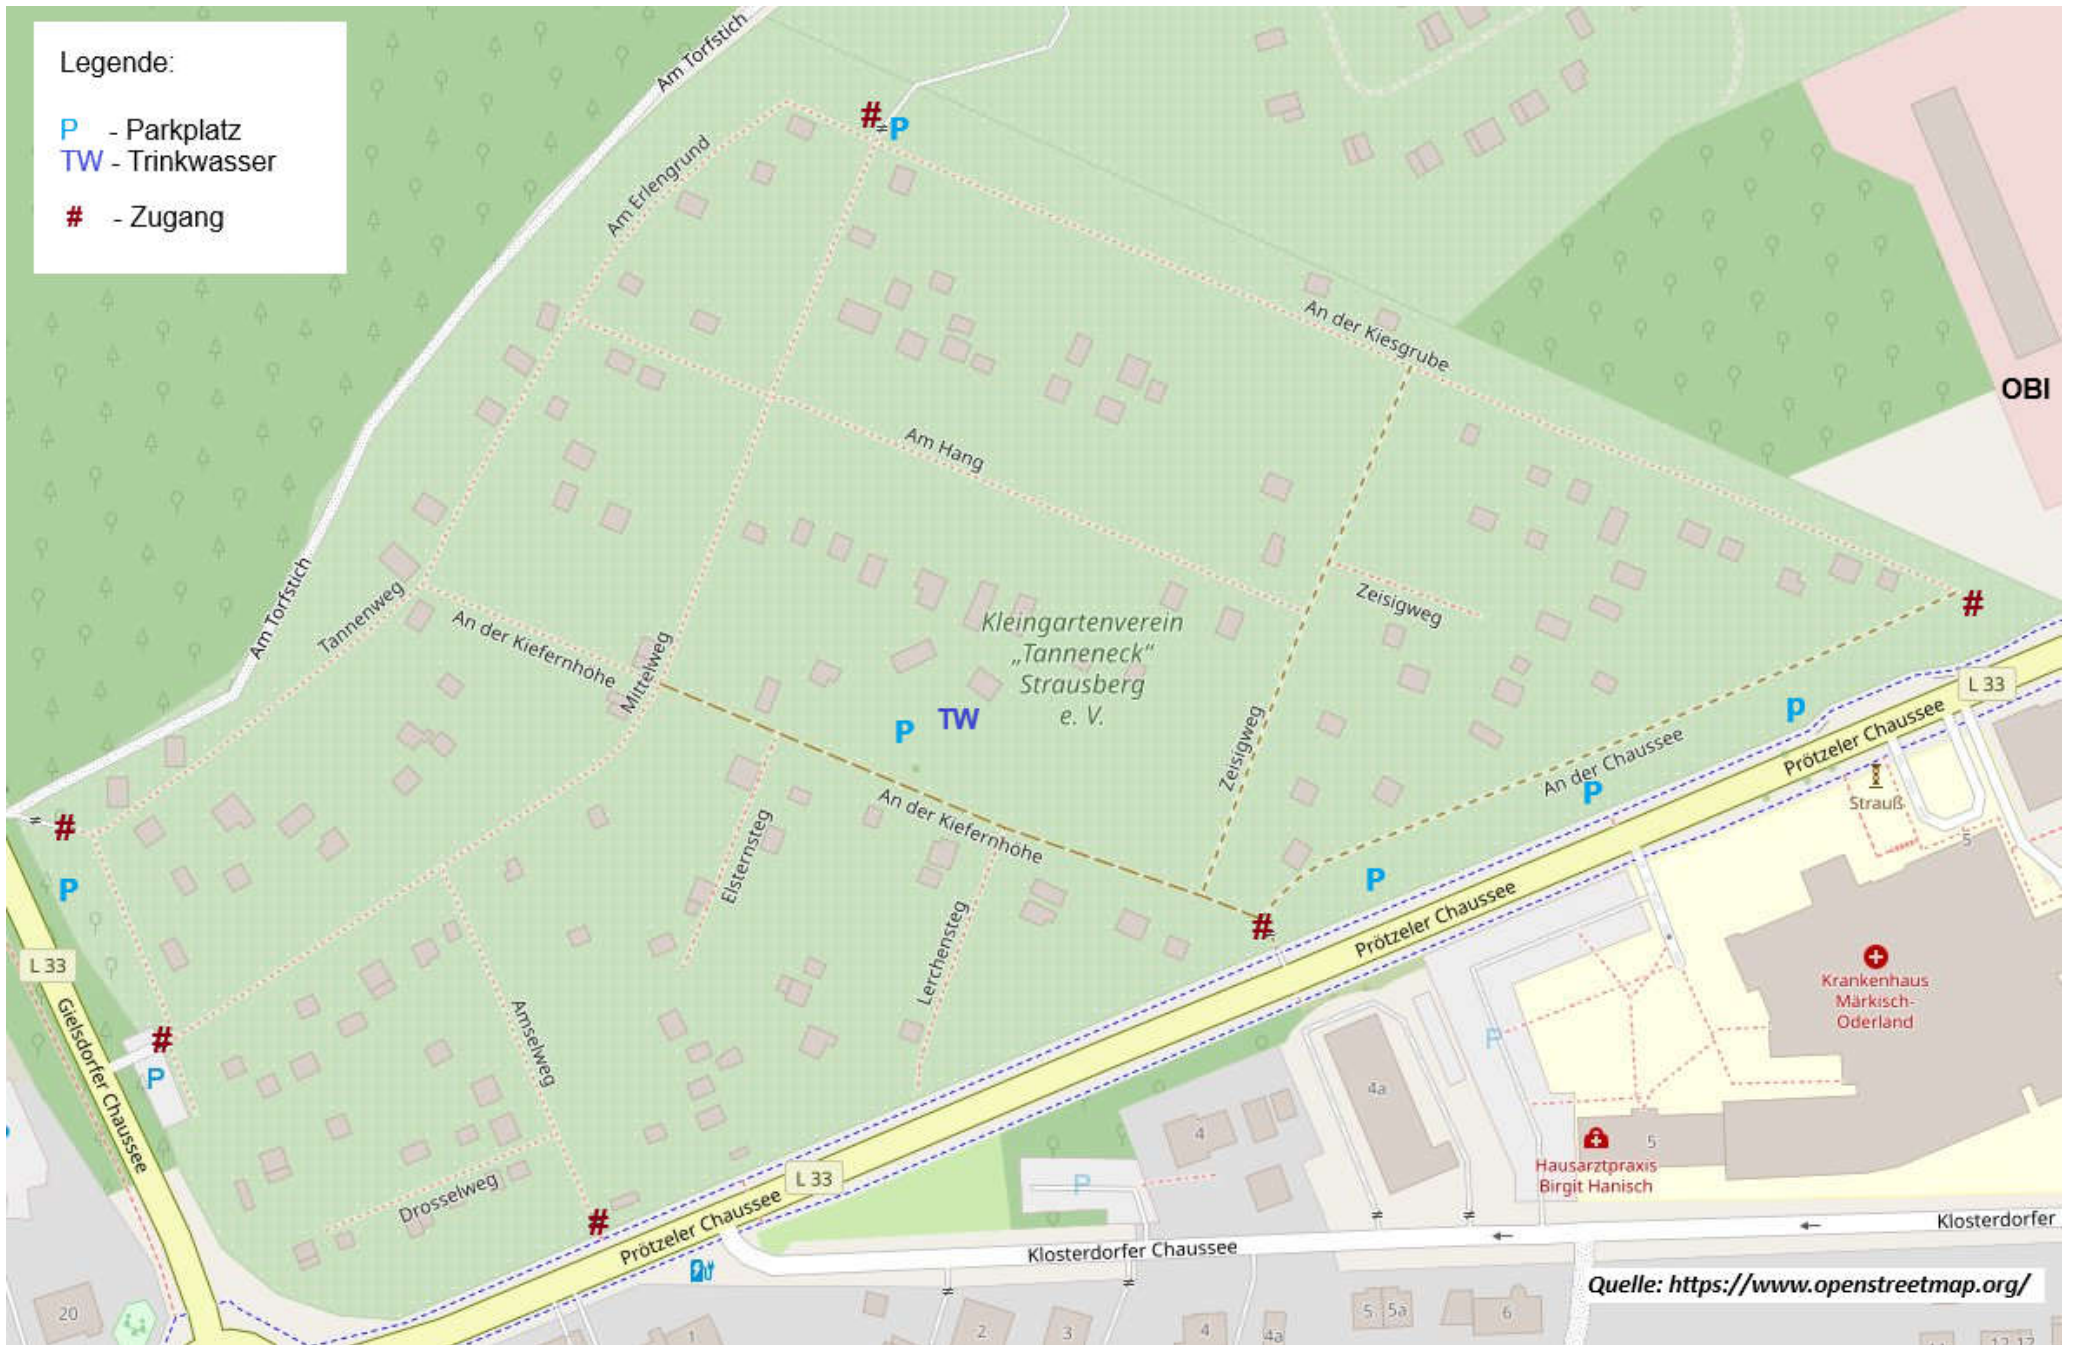 Legende:
P - Parkplatz
TW - Trinkwasser
# - Zugang
Am Torfstich
#
P
Am Erlengrund
An der Kiesgrube
OBI
Am Hang
Am Torfstich
Tannenweg
An der Kiefernhöhe
Mittelweg
Zeisigweg
#
Kleingartenverein
„Tanneneck“
Strausberg
e. V.
P
TW
Zeisigweg
L 33
p
Prötzeler Chaussee
An der Chaussee
P
Strauß
5
#
P
Elsternsteg
An der Kiefernhöhe
P
#
Prötzeler Chaussee
Lerchensteg
L 33
Gielsdorfer Chaussee
#
P
Amselweg
Krankenhaus
Märkisch-
Oderland
P
4a
4
5
Hausarztpraxis
Birgit Hanisch
P
L 33
Drosselweg
#
Prötzeler Chaussee
Klosterdorfer Chaussee
Klosterdorfer
Quelle: https://www.openstreetmap.org/
20
1
2
3
4
4a
5
5a
6